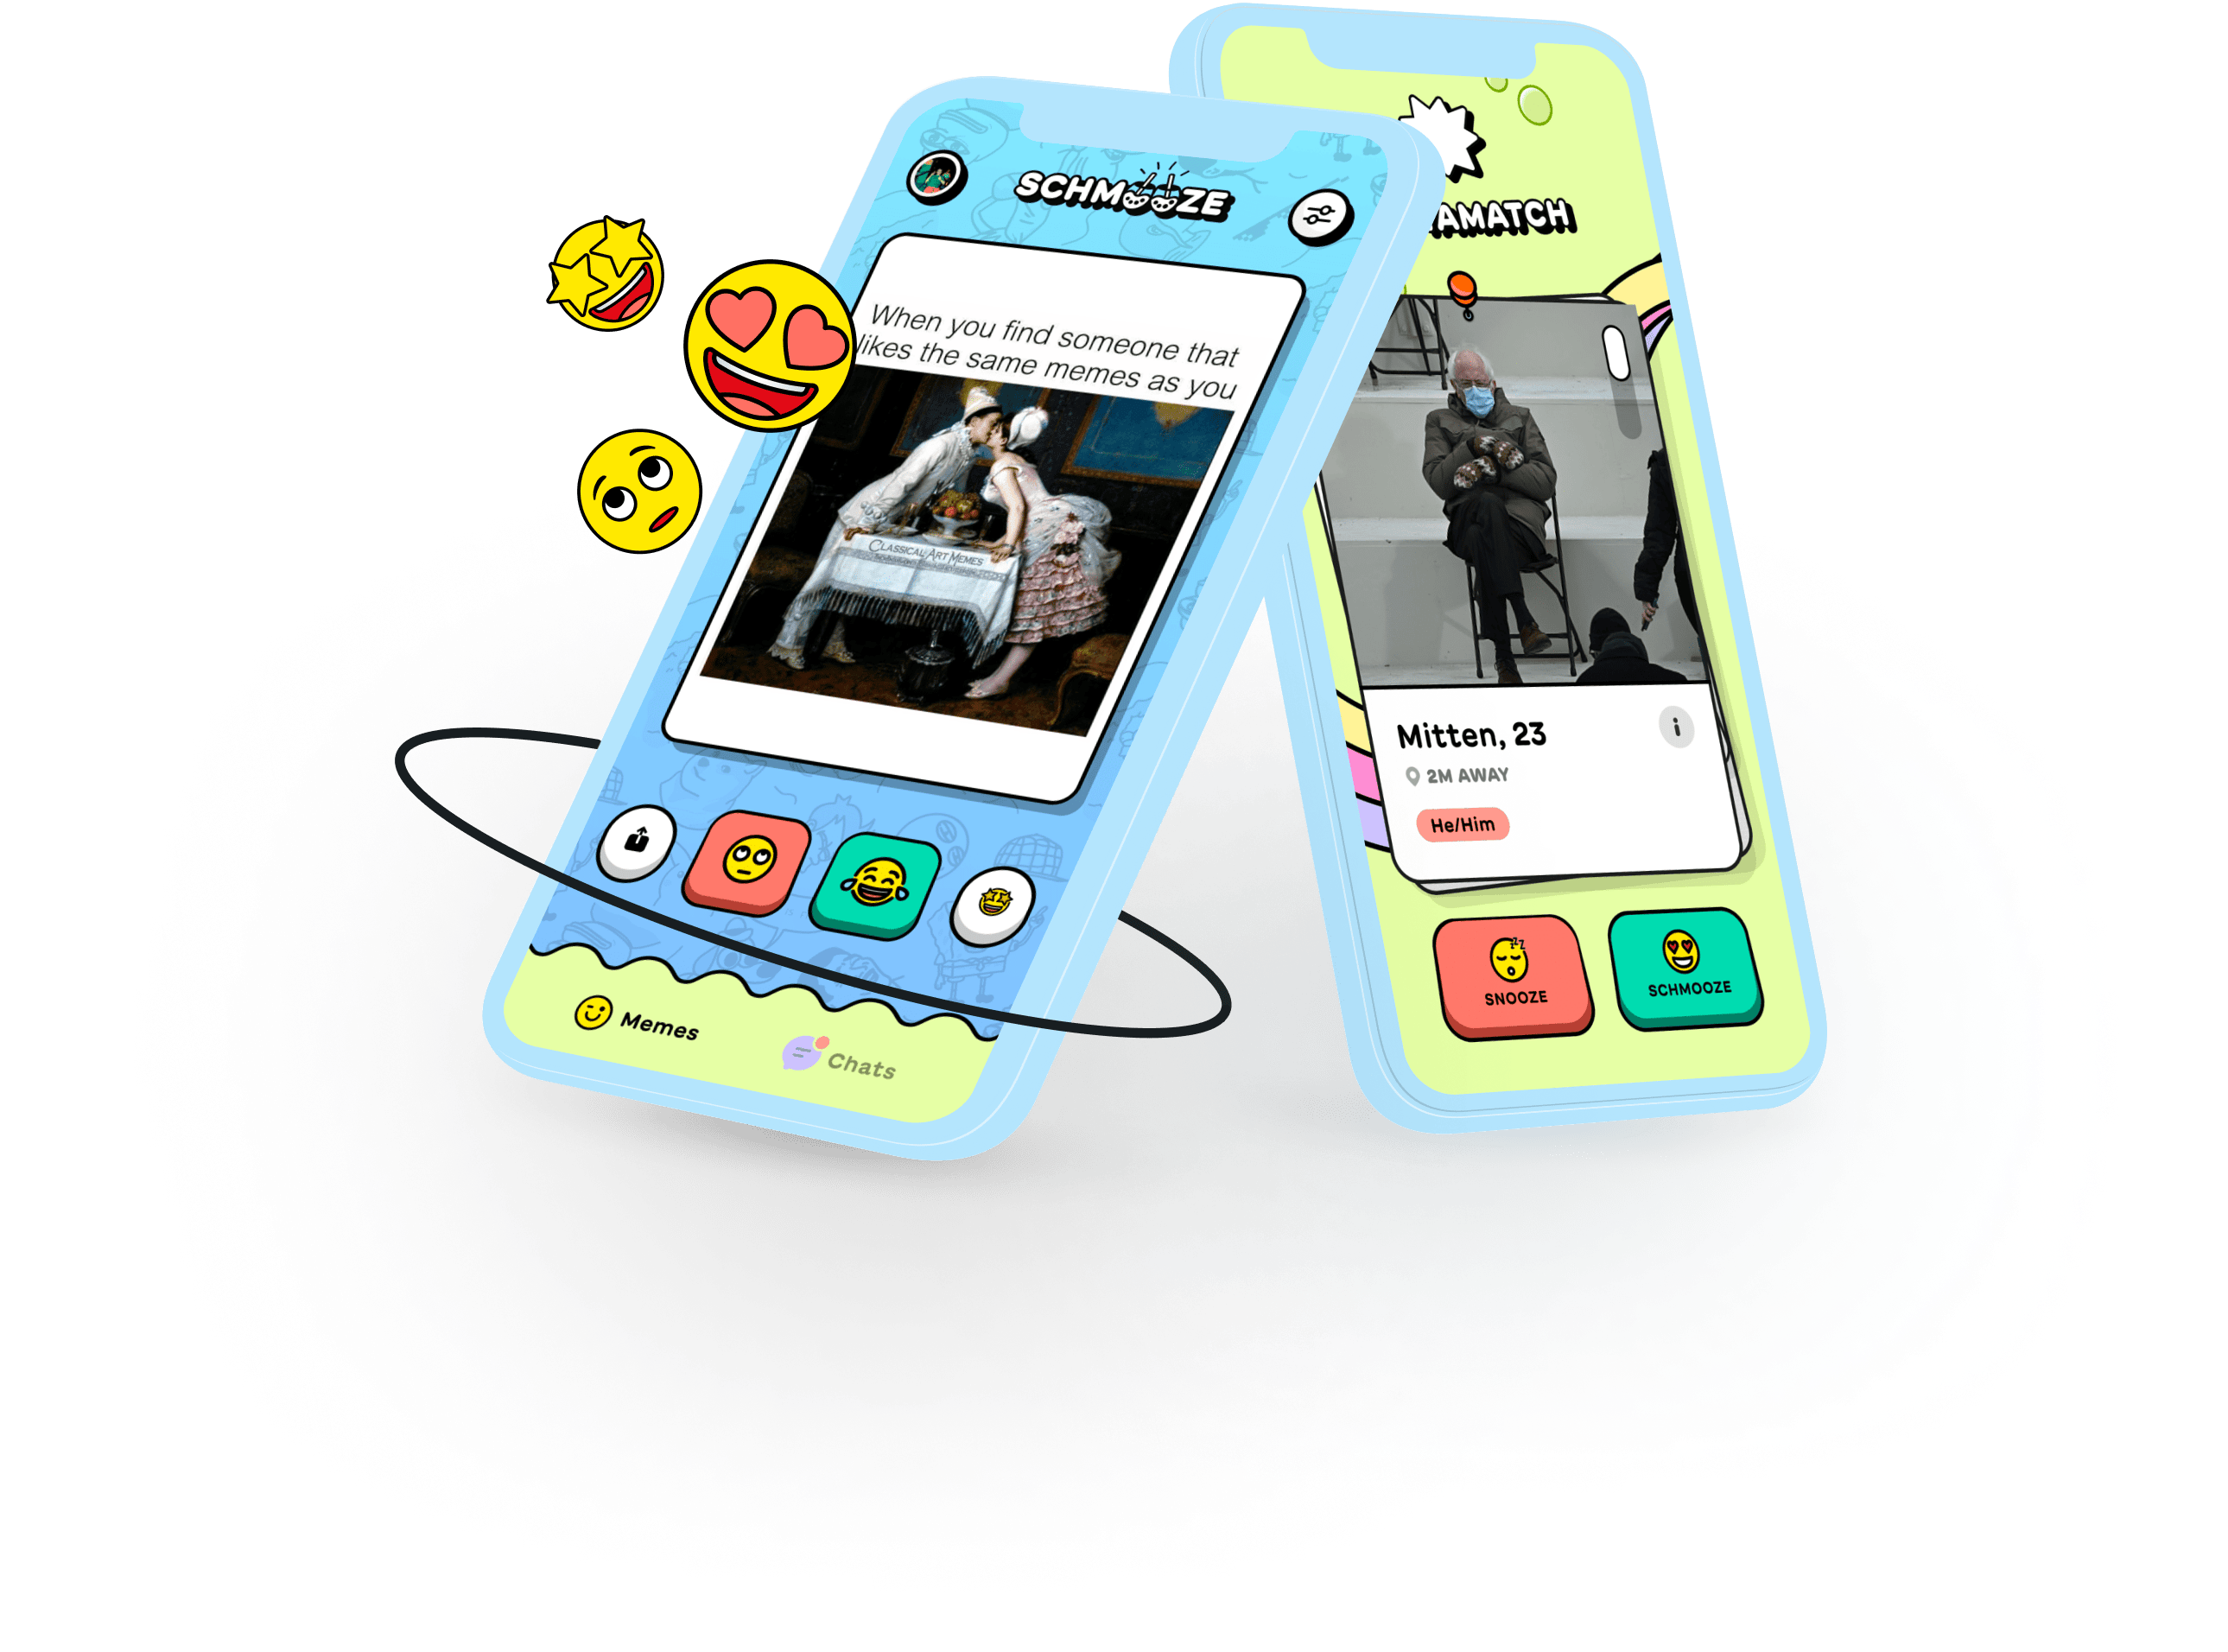 SCHMOOZE
When you find someone that
likes the same memes as you
CLASSICAL ART MEMES
Memes
Chats
AMATCH
Mitten, 23
i
2M AWAY
He/Him
zzz
SNOOZE
SCHMOOZE